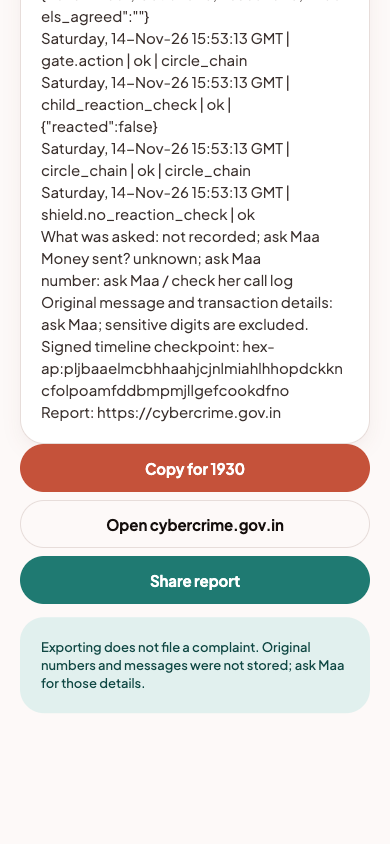 els_agreed":""}
Saturday, 14-Nov-26 15:53:13 GMT |
gate.action | ok | circle_chain
Saturday, 14-Nov-26 15:53:13 GMT |
child_reaction_check | ok |
{"reacted":false}
Saturday, 14-Nov-26 15:53:13 GMT |
circle_chain | ok | circle_chain
Saturday, 14-Nov-26 15:53:13 GMT |
shield.no_reaction_check | ok
What was asked: not recorded; ask Maa
Money sent? unknown; ask Maa
number: ask Maa / check her call log
Original message and transaction details:
ask Maa; sensitive digits are excluded.
Signed timeline checkpoint: hex-
ap:pljbaaelmcbhhaahjcjnlmiahlhhopdckkn
cfolpoamfddbmpmjllgefcookdfno
Report: https://cybercrime.gov.in
Copy for 1930
Open cybercrime.gov.in
Share report
Exporting does not file a complaint. Original
numbers and messages were not stored; ask Maa
for those details.